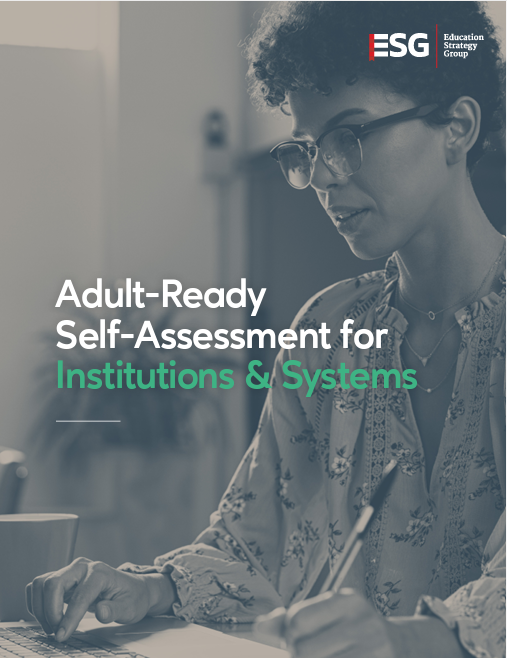 ESG
Education
Strategy
Group
Adult-Ready
Self-Assessment for
Institutions & Systems